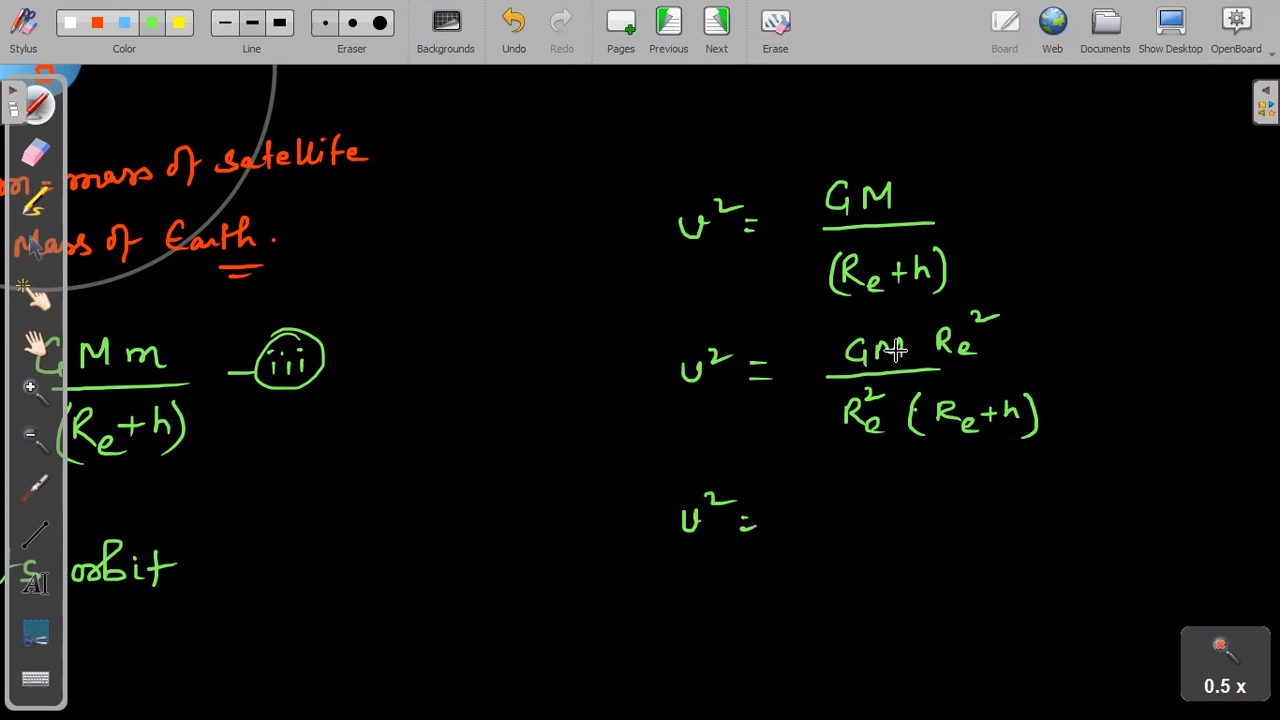 Stylus
Color
Line
Eraser
Backgrounds
Undo
Redo
Pages
Previous
Next
Erase
Board
Web
Documents
Show Desktop
OpenBoard
m = mass of satellite
Mass of Earth.
G M m / (Re+h) - iii
orbit
v² = GM / (Re+h)
v² = GM Re² / Re² (Re+h)
v² =
AI
0.5 x